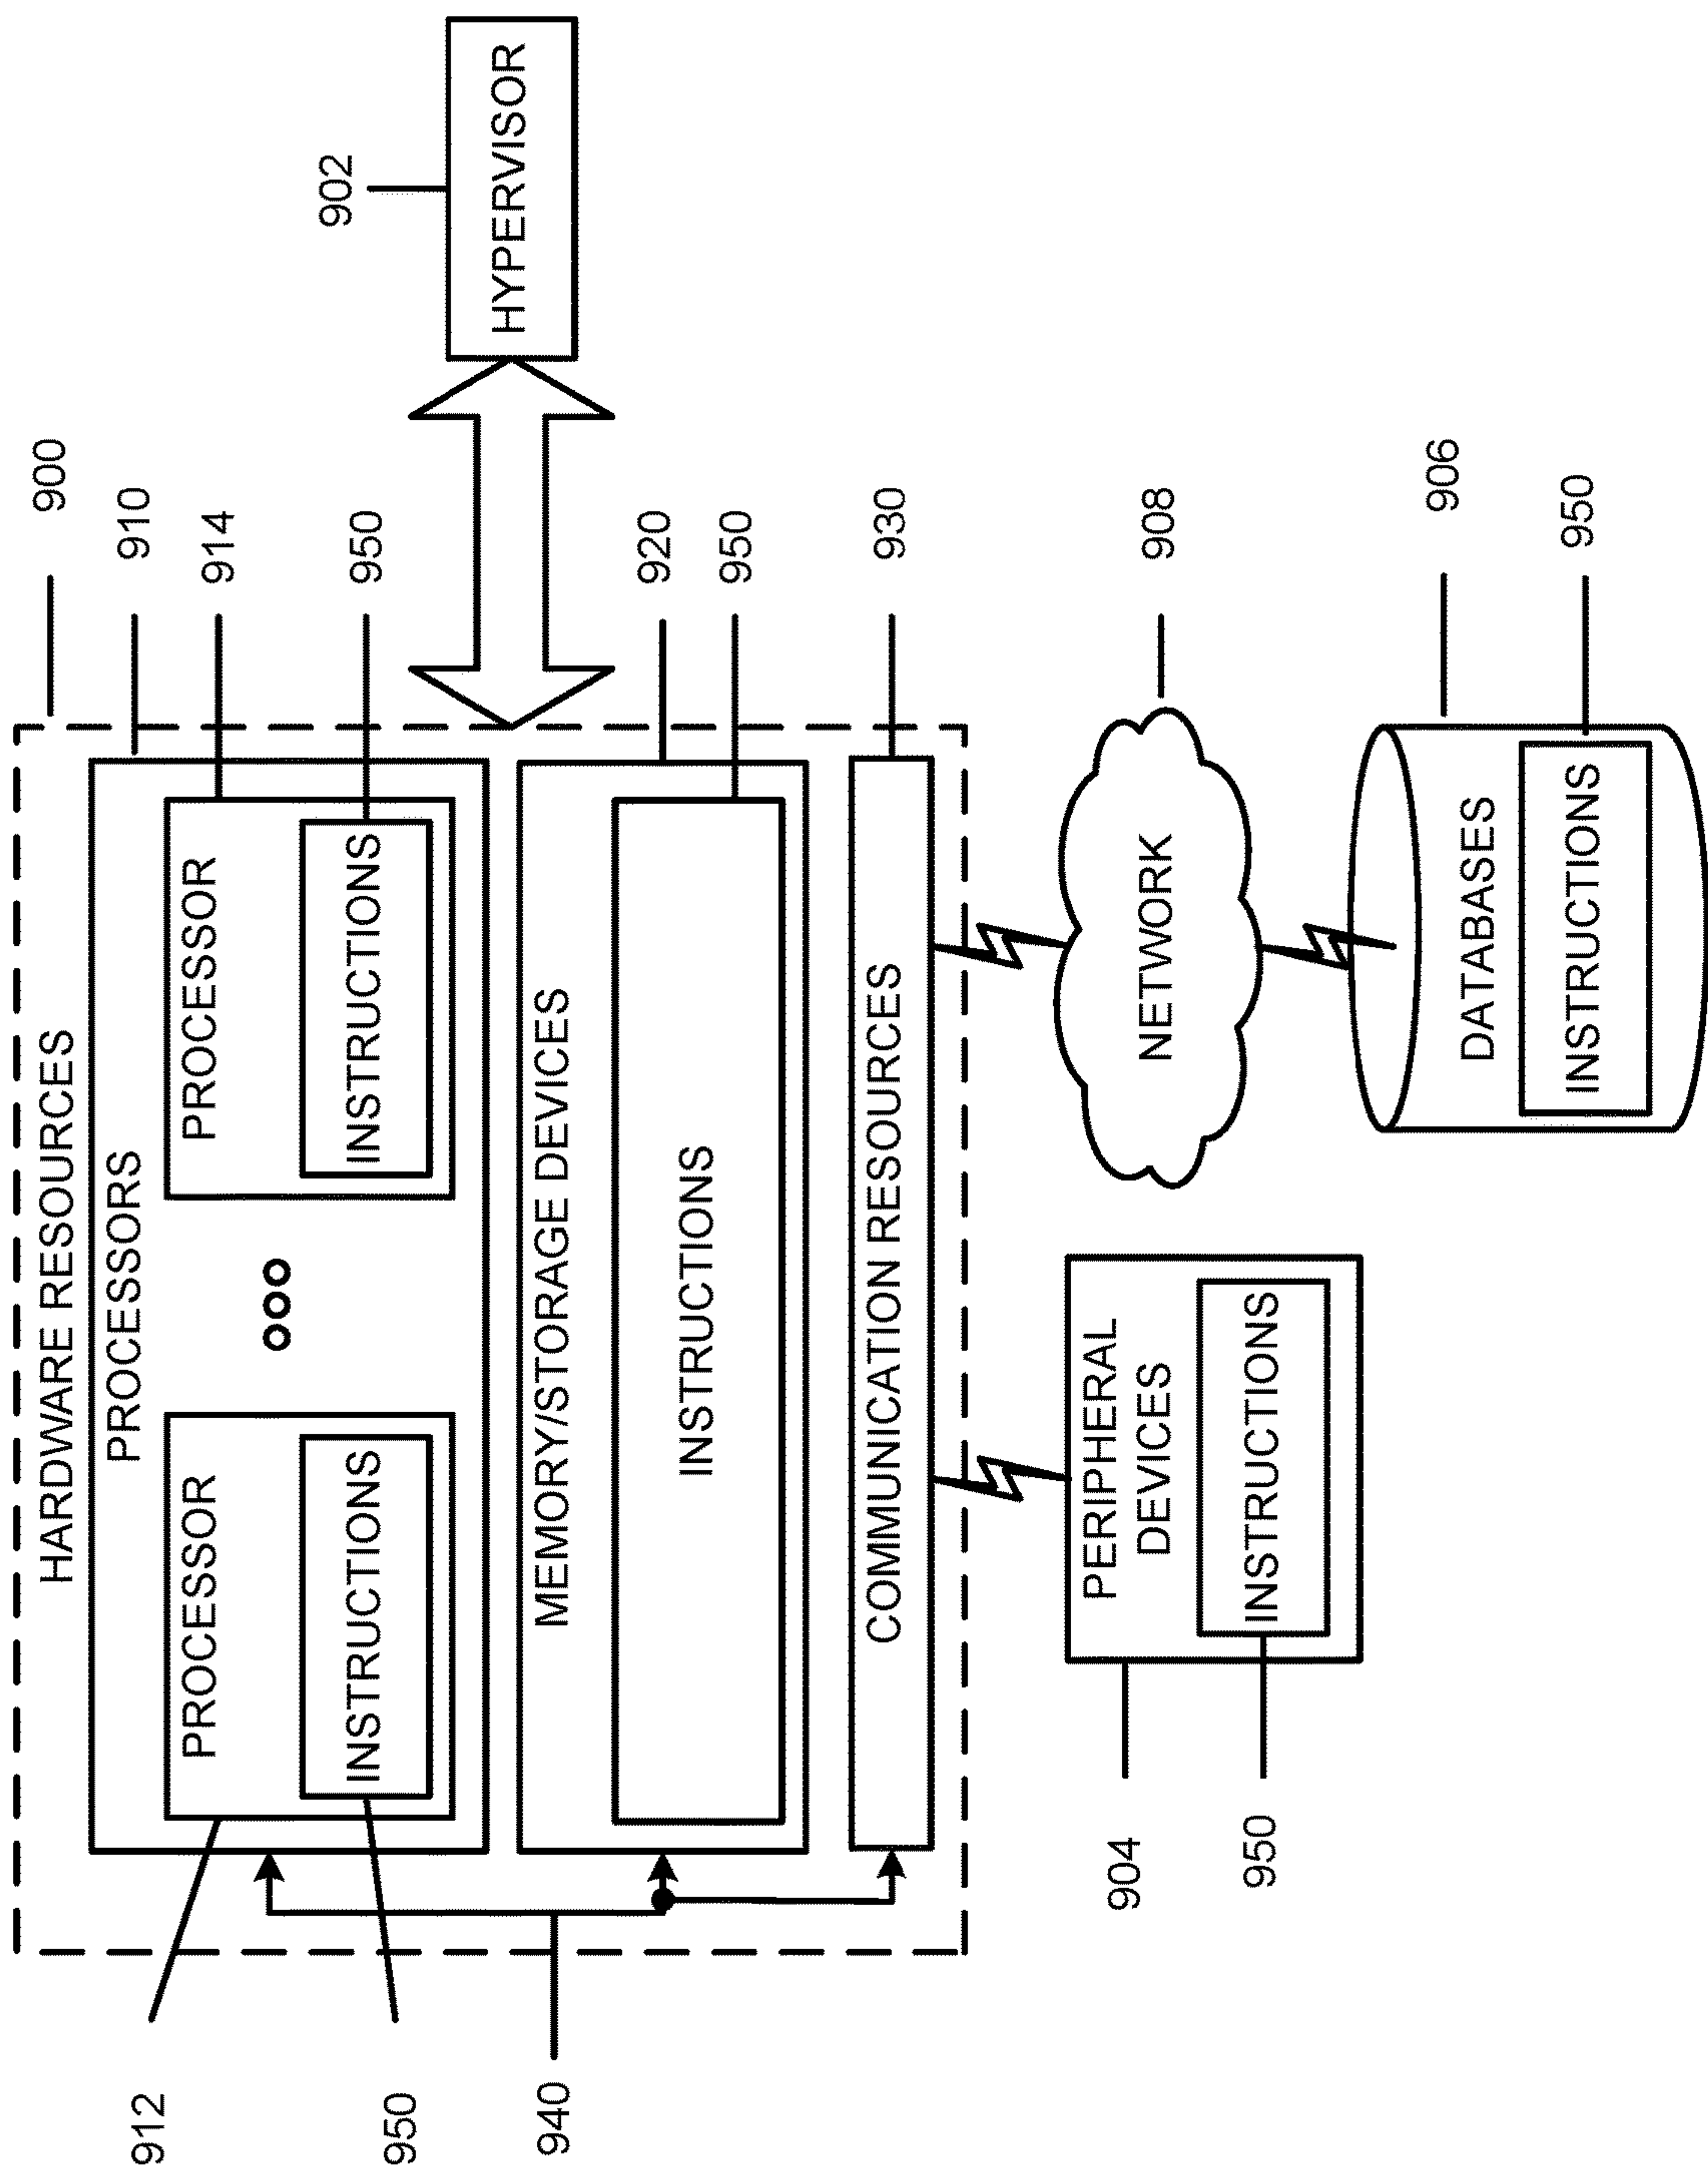 HARDWARE RESOURCES
900
PROCESSORS
910
912
PROCESSOR
PROCESSOR
914
950
INSTRUCTIONS
INSTRUCTIONS
950
902
HYPERVISOR
940
MEMORY/STORAGE DEVICES
920
INSTRUCTIONS
950
COMMUNICATION RESOURCES
930
904
PERIPHERAL
DEVICES
950
INSTRUCTIONS
NETWORK
908
906
DATABASES
INSTRUCTIONS
950